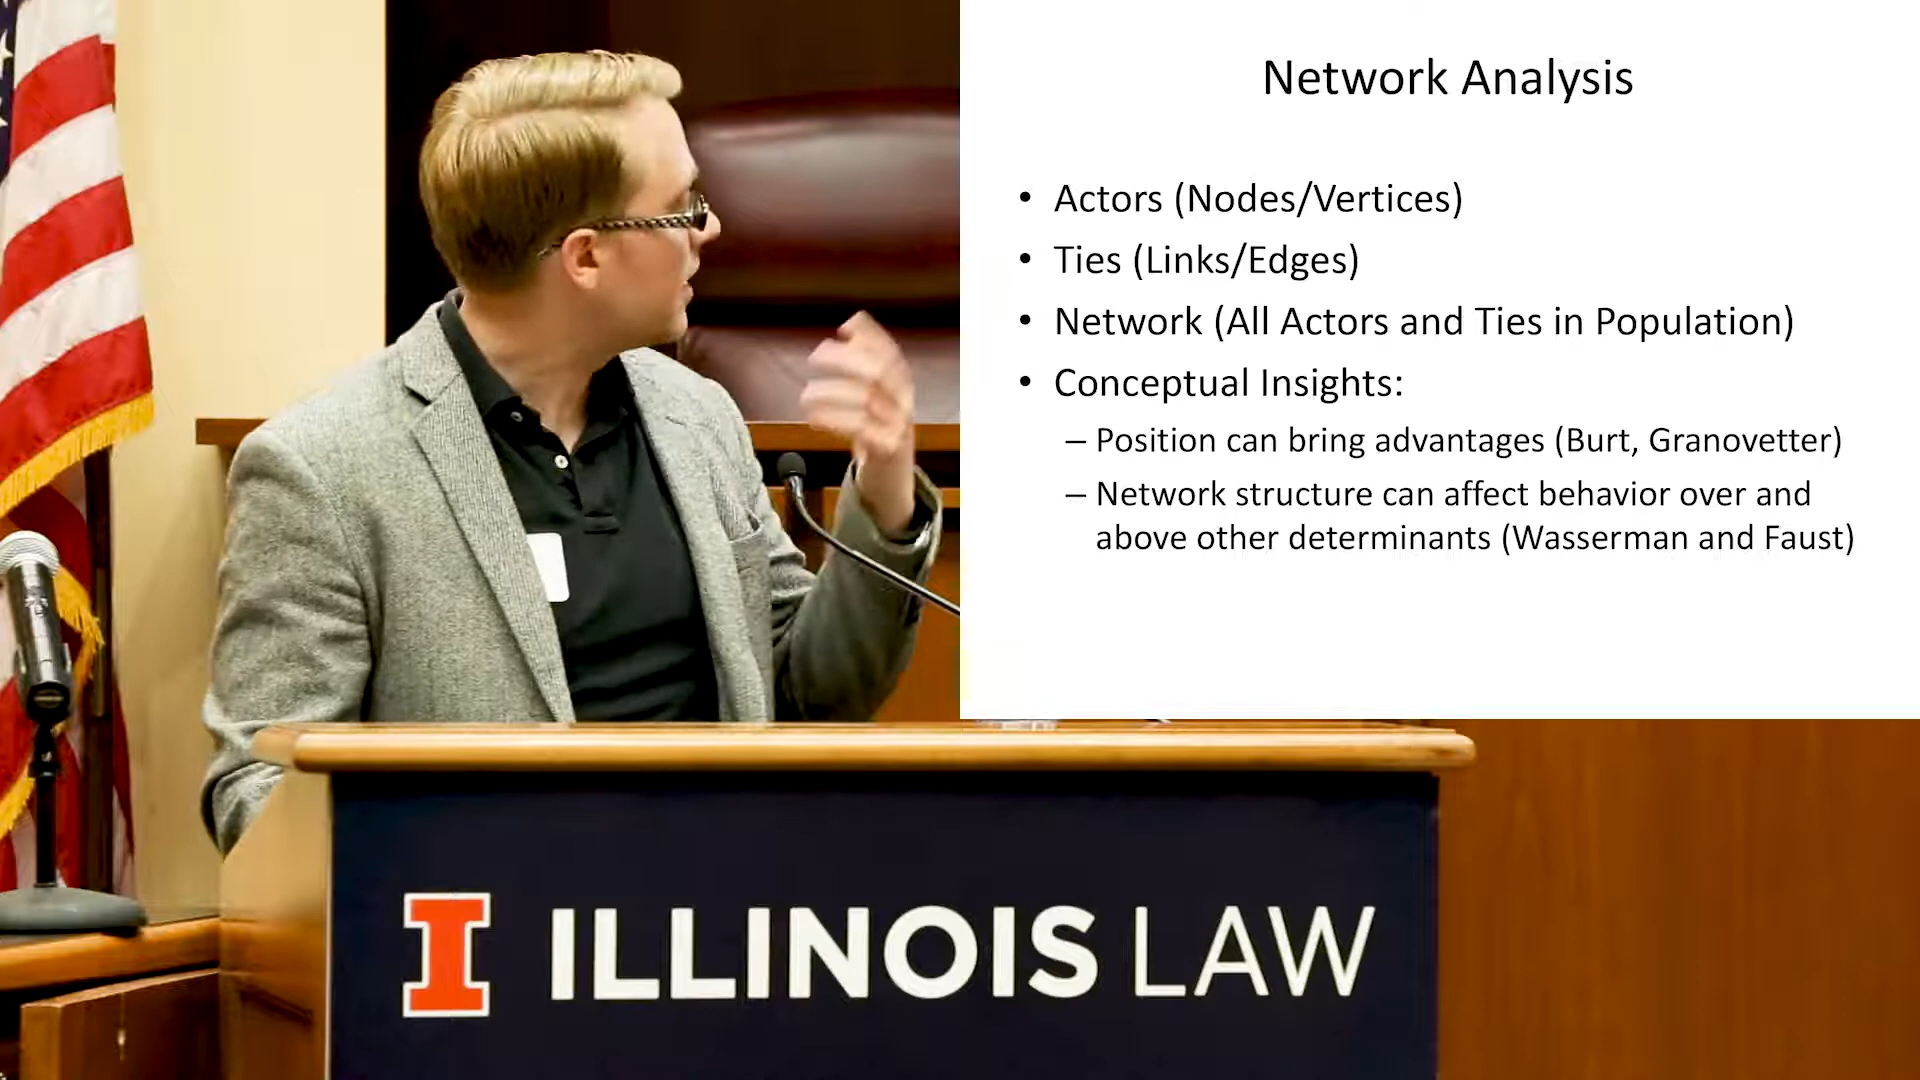 Network Analysis
• Actors (Nodes/Vertices)
• Ties (Links/Edges)
• Network (All Actors and Ties in Population)
• Conceptual Insights:
– Position can bring advantages (Burt, Granovetter)
– Network structure can affect behavior over and
above other determinants (Wasserman and Faust)
I ILLINOIS LAW